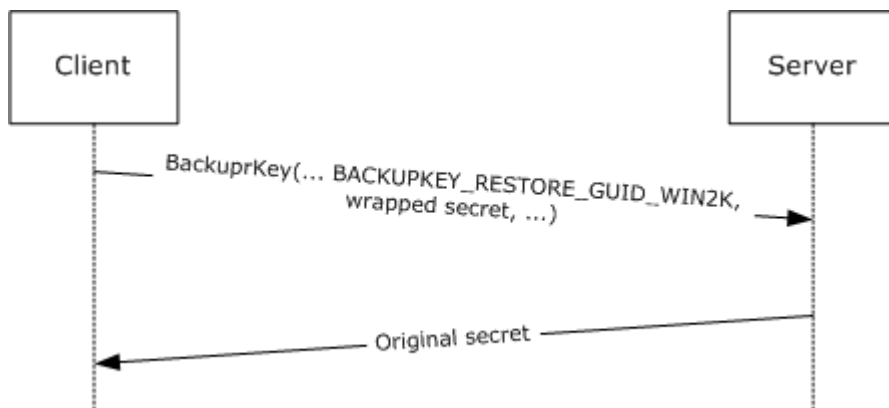 Client
Server
BackuprKey(... BACKUPKEY_RESTORE_GUID_WIN2K,
wrapped secret, ...)
Original secret